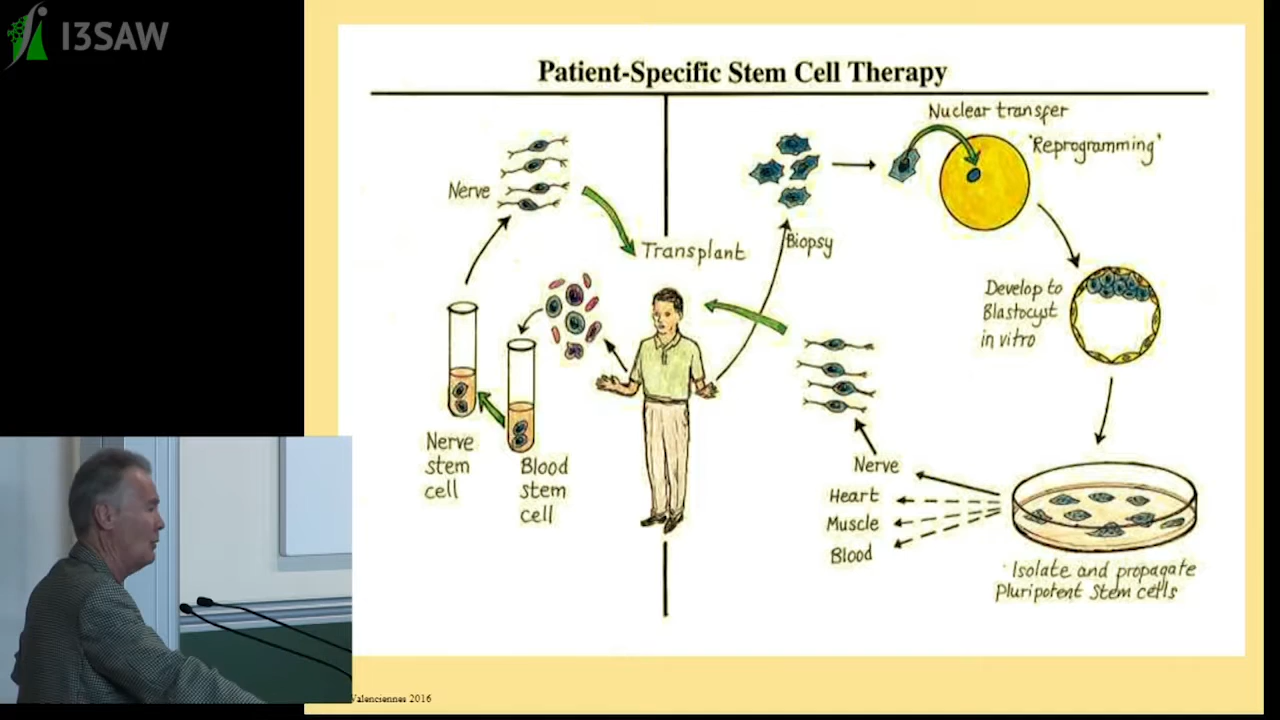 I3SAW
Patient-Specific Stem Cell Therapy
Nuclear transfer
'Reprogramming'
Nerve
Transplant
Biopsy
Develop to
Blastocyst
in vitro
Nerve
stem
cell
Blood
stem
cell
Nerve
Heart
Muscle
Blood
Isolate and propagate
Pluripotent Stem cells
Valenciennes 2016